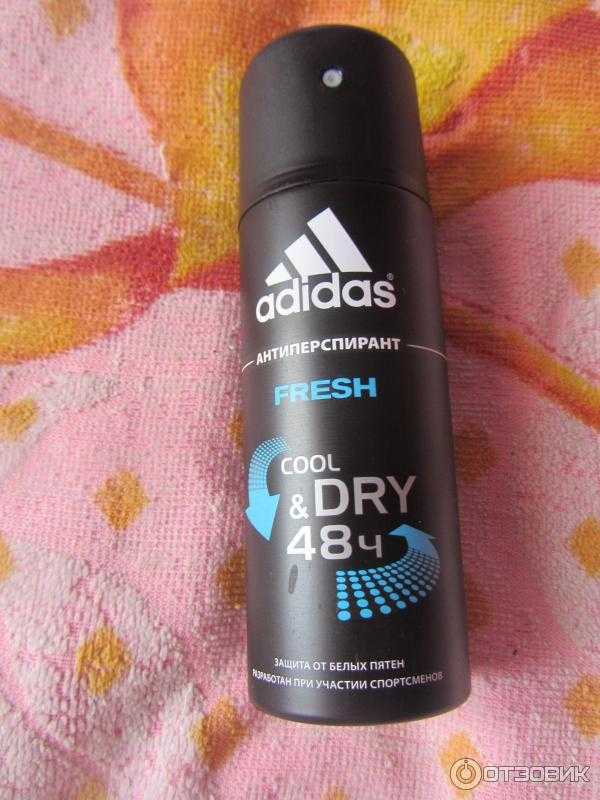 adidas®
АНТИПЕРСПИРАНТ
FRESH
COOL
& DRY
48ч
ЗАЩИТА ОТ БЕЛЫХ ПЯТЕН
РАЗРАБОТАН ПРИ УЧАСТИИ СПОРТСМЕНОВ
ОТЗОВИК